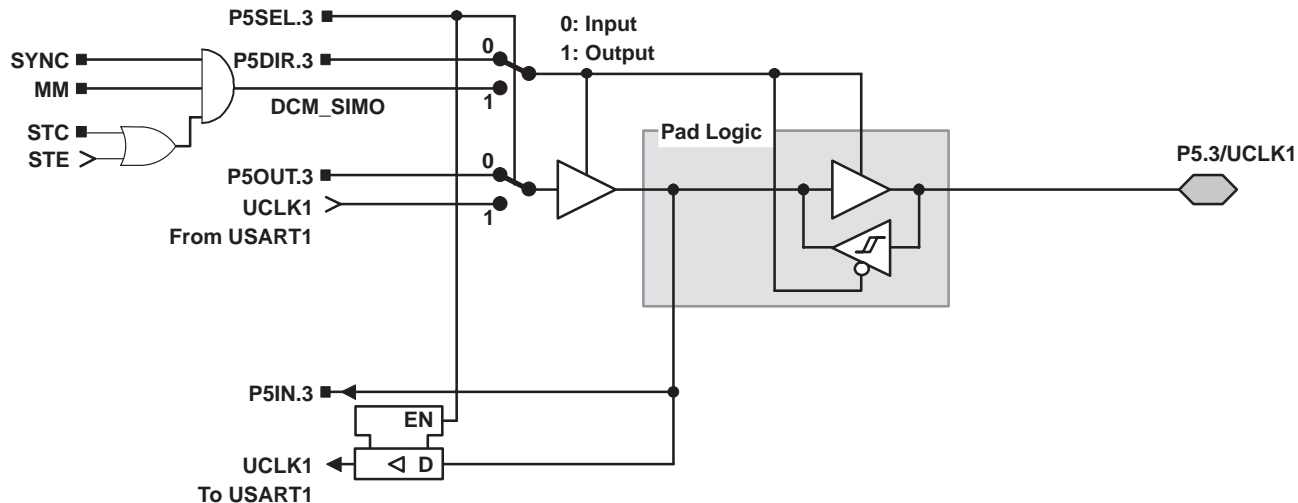 P5SEL.3
0: Input
1: Output
SYNC
P5DIR.3
0
MM
1
DCM_SIMO
STC
STE
Pad Logic
P5.3/UCLK1
P5OUT.3
0
UCLK1
1
From USART1
P5IN.3
EN
UCLK1
D
To USART1